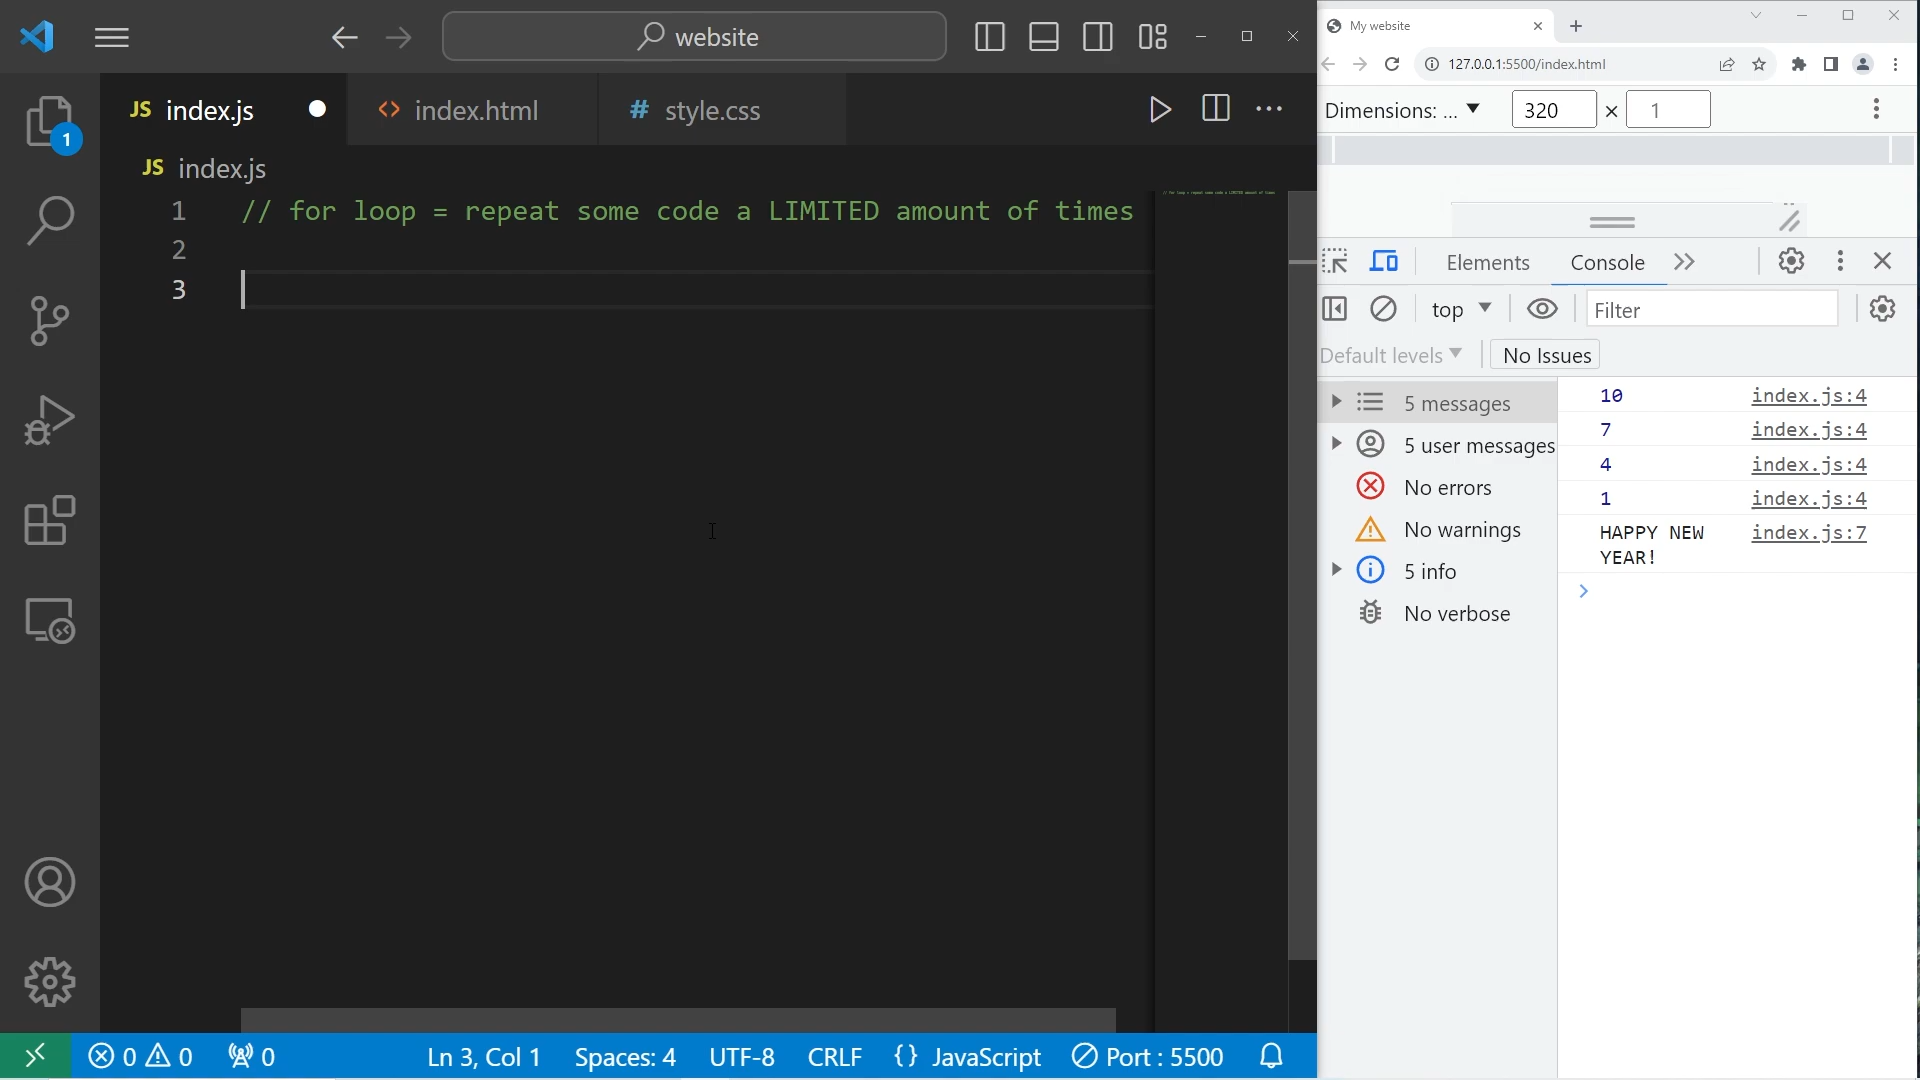 website
JS index.js
<> index.html
# style.css
JS index.js
1 // for loop = repeat some code a LIMITED amount of times
2
3
1
0 0
0
Ln 3, Col 1
Spaces: 4
UTF-8
CRLF
{} JavaScript
Port : 5500
My website
127.0.0.1:5500/index.html
Dimensions: ...
320 × 1
Elements
Console
top
Filter
Default levels
No Issues
5 messages
5 user messages
No errors
No warnings
5 info
No verbose
10 index.js:4
7 index.js:4
4 index.js:4
1 index.js:4
HAPPY NEW index.js:7
YEAR!